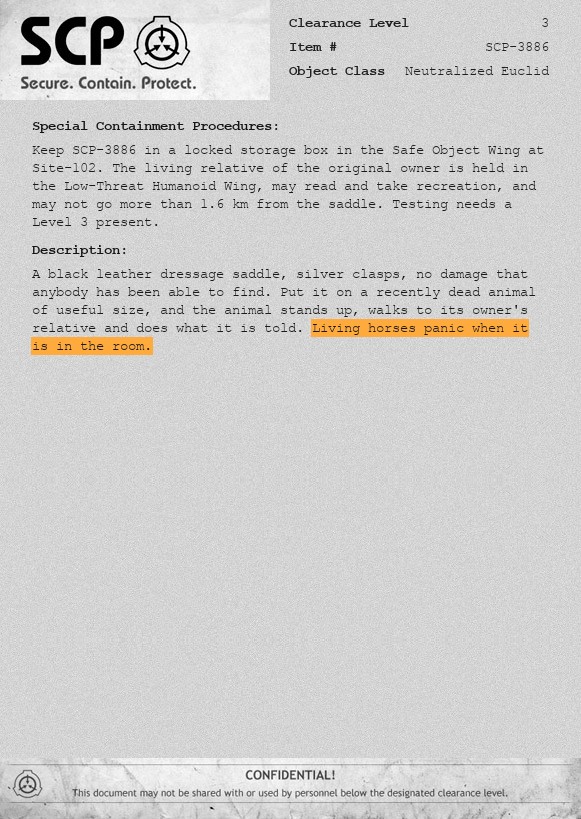 SCP
Secure. Contain. Protect.
Clearance Level 3
Item # SCP-3886
Object Class Neutralized Euclid
Special Containment Procedures:
Keep SCP-3886 in a locked storage box in the Safe Object Wing at
Site-102. The living relative of the original owner is held in
the Low-Threat Humanoid Wing, may read and take recreation, and
may not go more than 1.6 km from the saddle. Testing needs a
Level 3 present.
Description:
A black leather dressage saddle, silver clasps, no damage that
anybody has been able to find. Put it on a recently dead animal
of useful size, and the animal stands up, walks to its owner's
relative and does what it is told. Living horses panic when it
is in the room.
CONFIDENTIAL!
This document may not be shared with or used by personnel below the designated clearance level.